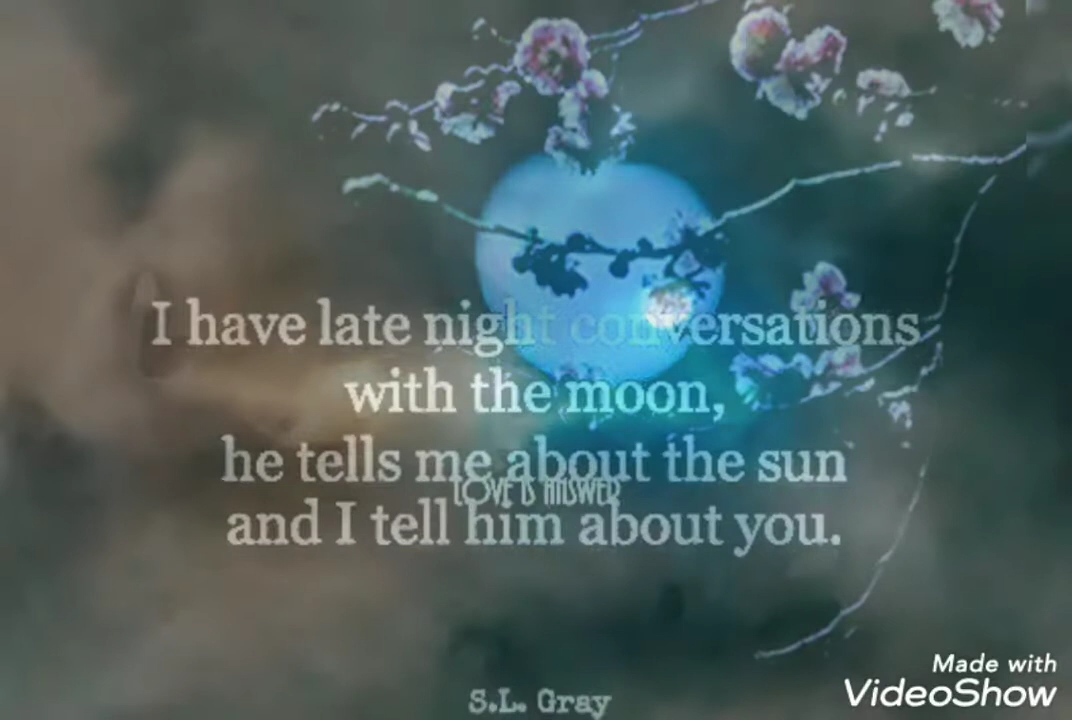 I have late night conversations
with the moon,
he tells me about the sun
LOVE IS ANSWER
and I tell him about you.
S.L. Gray
Made with
VideoShow